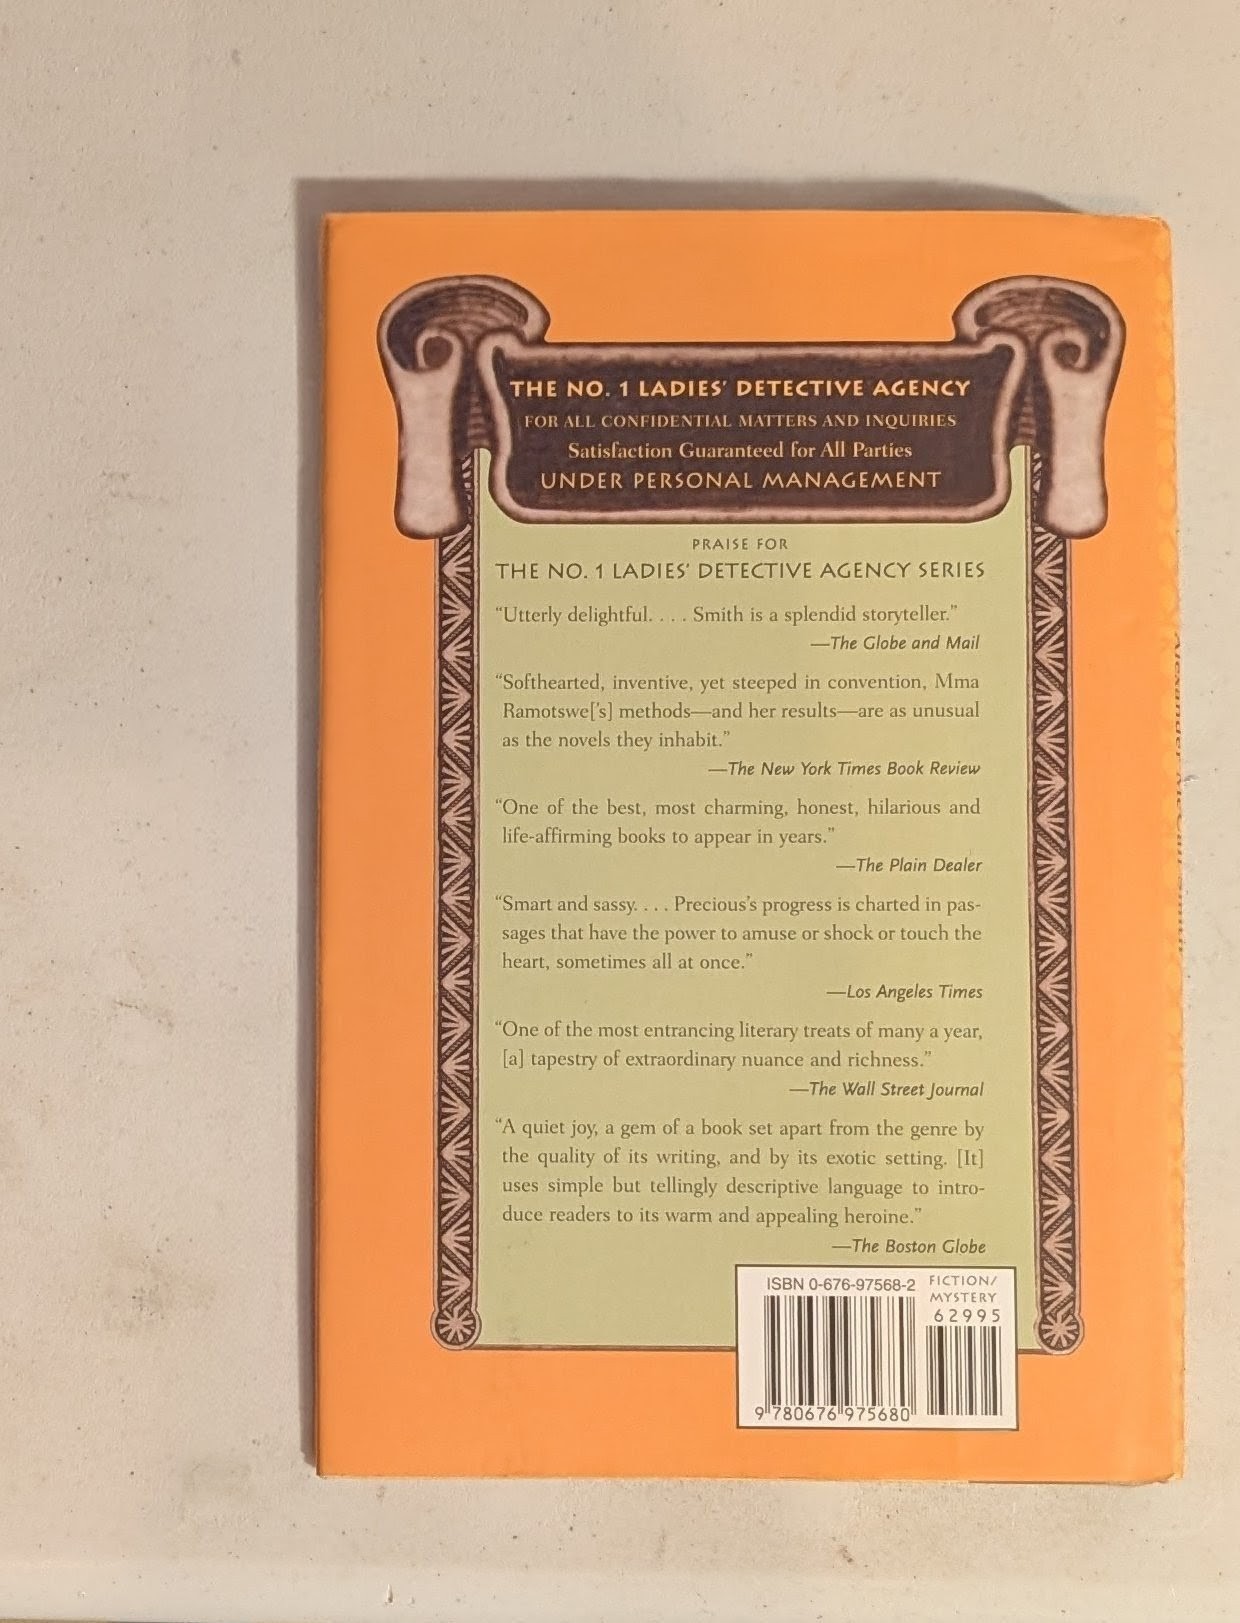 THE NO. 1 LADIES' DETECTIVE AGENCY
FOR ALL CONFIDENTIAL MATTERS AND INQUIRIES
Satisfaction Guaranteed for All Parties
UNDER PERSONAL MANAGEMENT
PRAISE FOR
THE NO. 1 LADIES' DETECTIVE AGENCY SERIES
“Utterly delightful. . . . Smith is a splendid storyteller.”
—The Globe and Mail
“Softhearted, inventive, yet steeped in convention, Mma
Ramotswe['s] methods—and her results—are as unusual
as the novels they inhabit.”
—The New York Times Book Review
“One of the best, most charming, honest, hilarious and
life-affirming books to appear in years.”
—The Plain Dealer
“Smart and sassy. . . . Precious's progress is charted in pas-
sages that have the power to amuse or shock or touch the
heart, sometimes all at once.”
—Los Angeles Times
“One of the most entrancing literary treats of many a year,
[a] tapestry of extraordinary nuance and richness.”
—The Wall Street Journal
“A quiet joy, a gem of a book set apart from the genre by
the quality of its writing, and by its exotic setting. [It]
uses simple but tellingly descriptive language to intro-
duce readers to its warm and appealing heroine.”
—The Boston Globe
ISBN 0-676-97568-2
FICTION/
MYSTERY
62995
9 780676 975680